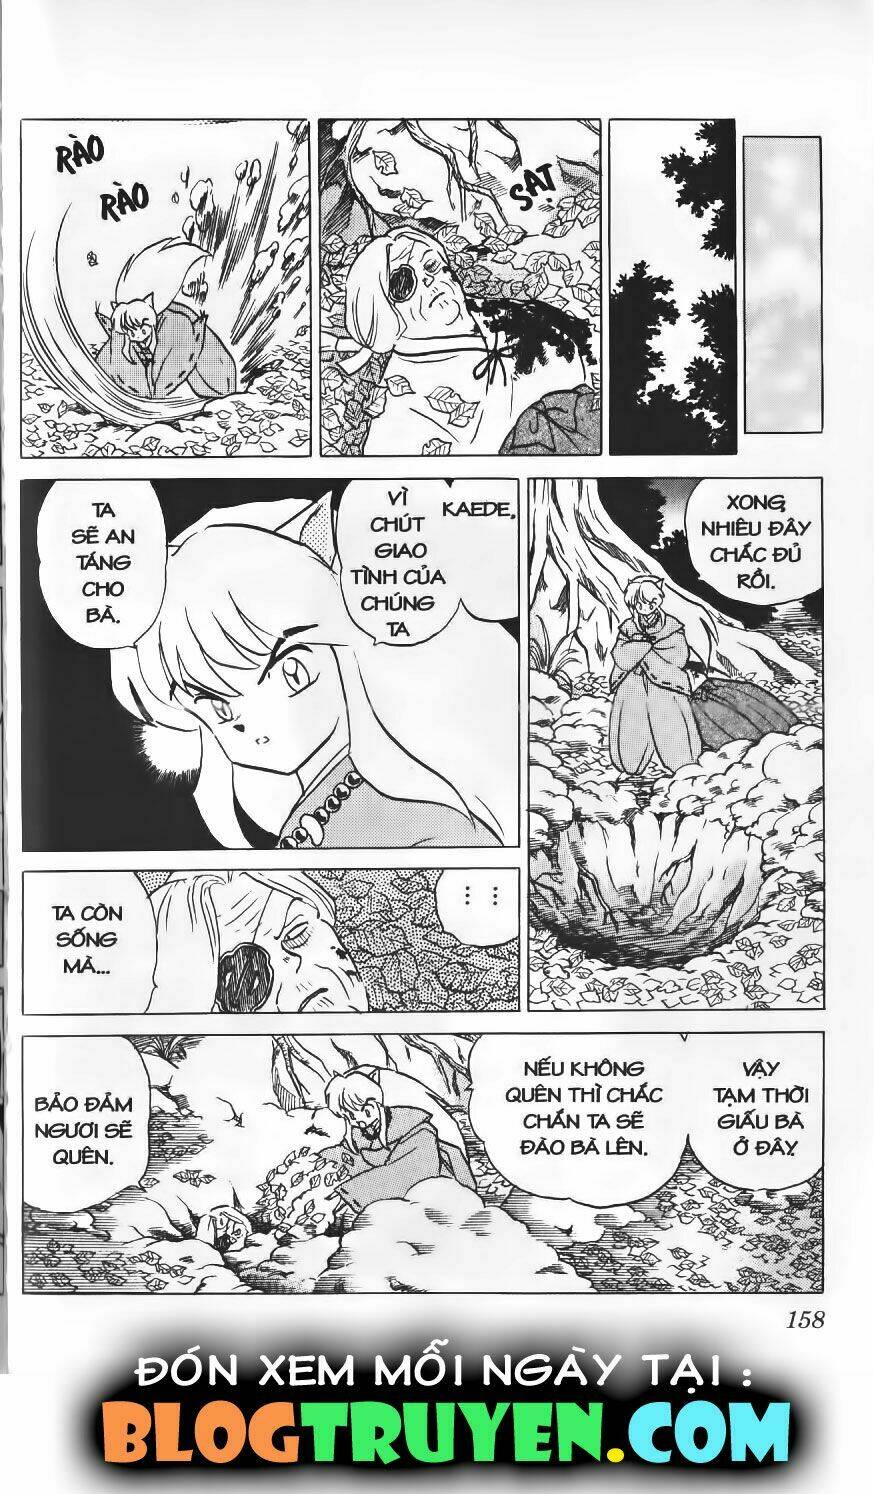 SẠT
RÀO
RÀO
XONG,
NHIÊU ĐÂY
CHẮC ĐỦ
RỒI.
KAEDE.
VÌ
CHÚT
GIAO
TÌNH CỦA
CHÚNG
TA
TA
SẼ AN
TÁNG
CHO
BÀ.
TA CÒN
SỐNG
MÀ...
VẬY
TẠM THỜI
GIẤU BÀ
Ở ĐÂY.
NẾU KHÔNG
QUÊN THÌ CHẮC
CHẮN TA SẼ
ĐÀO BÀ LÊN.
BẢO ĐẢM
NGƯƠI SẼ
QUÊN.
158
ĐÓN XEM MỖI NGÀY TẠI :
BLOGTRUYEN.COM